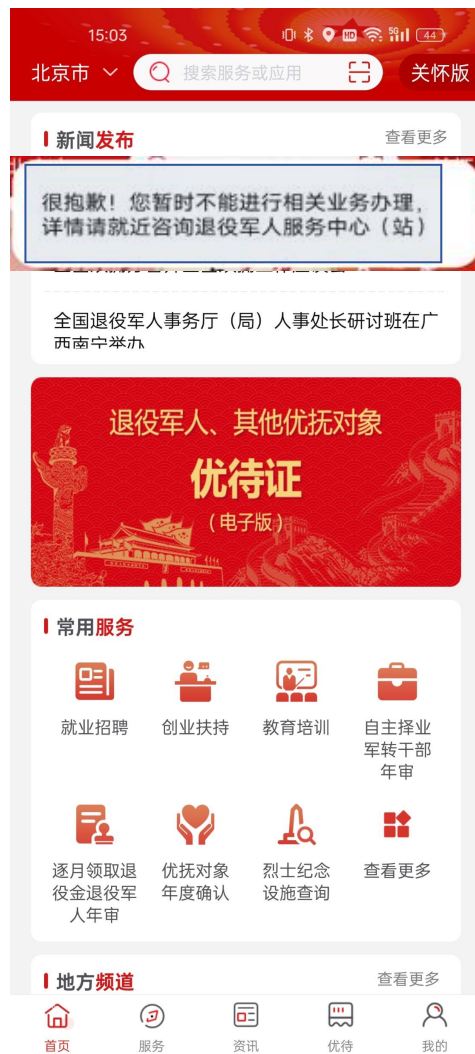 15:03
HD
5G
44
北京市
搜索服务或应用
关怀版
新闻发布
查看更多
很抱歉！您暂时不能进行相关业务办理，
详情请就近咨询退役军人服务中心（站）
全国退役军人事务厅（局）人事处长研讨班在广
西南宁举办
退役军人、其他优抚对象
优待证
（电子版）
常用服务
就业招聘
创业扶持
教育培训
自主择业
军转干部
年审
逐月领取退
役金退役军
人年审
优抚对象
年度确认
烈士纪念
设施查询
查看更多
地方频道
查看更多
首页
服务
资讯
优待
我的